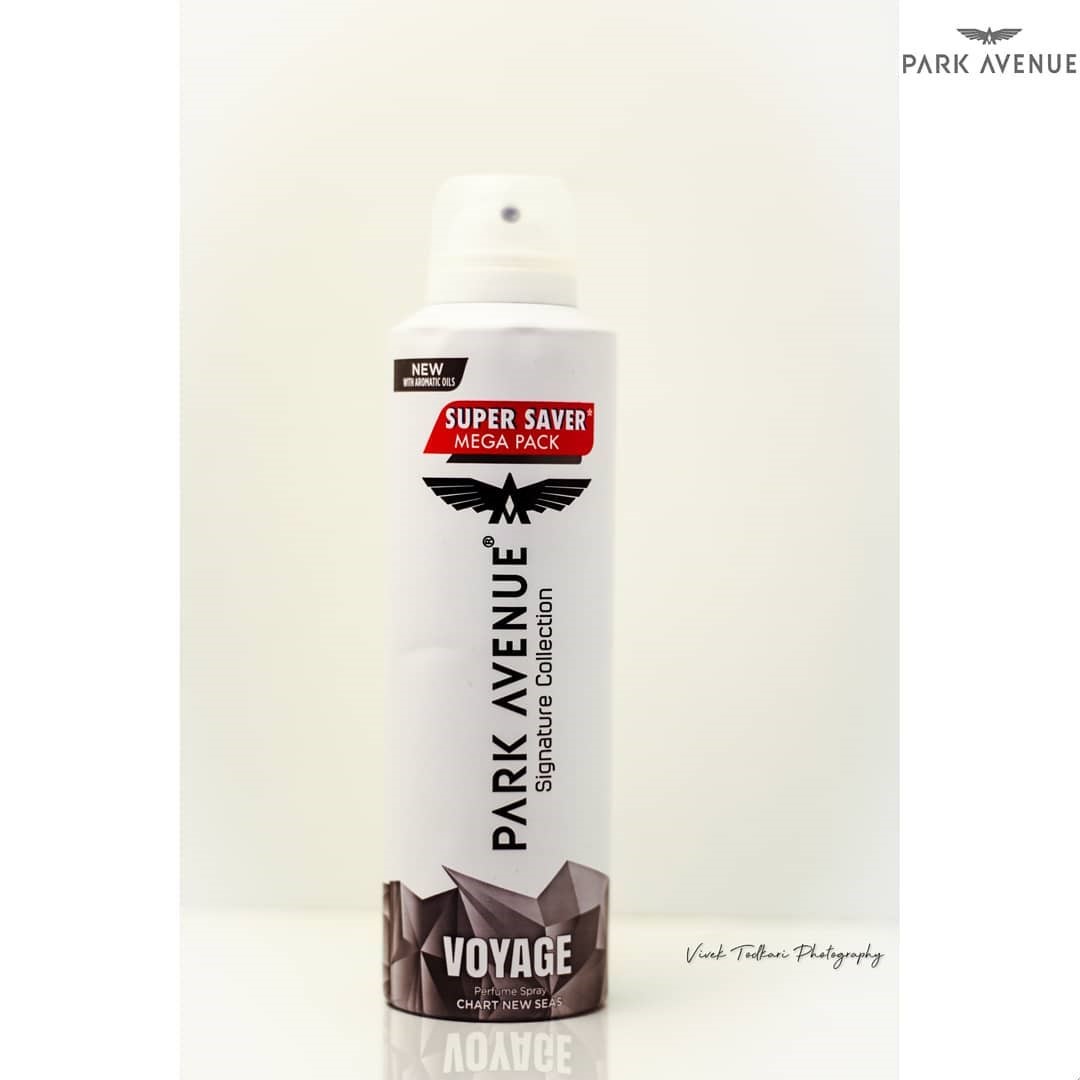 PARK AVENUE
NEW
WITH AROMATIC OILS
SUPER SAVER*
MEGA PACK
PARK AVENUE®
Signature Collection
VOYAGE
Perfume Spray
CHART NEW SEAS
Vivek Todkari Photography
VOYAGE